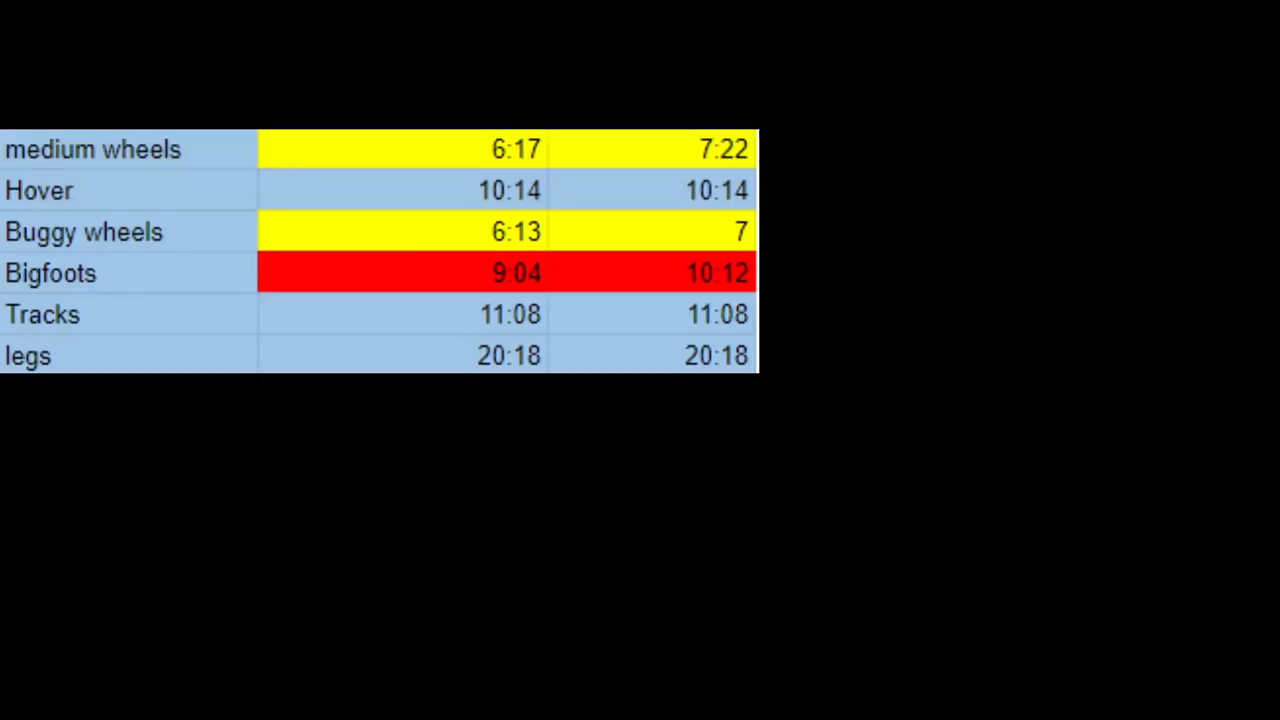 medium wheels 6:17 7:22
Hover 10:14 10:14
Buggy wheels 6:13 7
Bigfoots 9:04 10:12
Tracks 11:08 11:08
legs 20:18 20:18